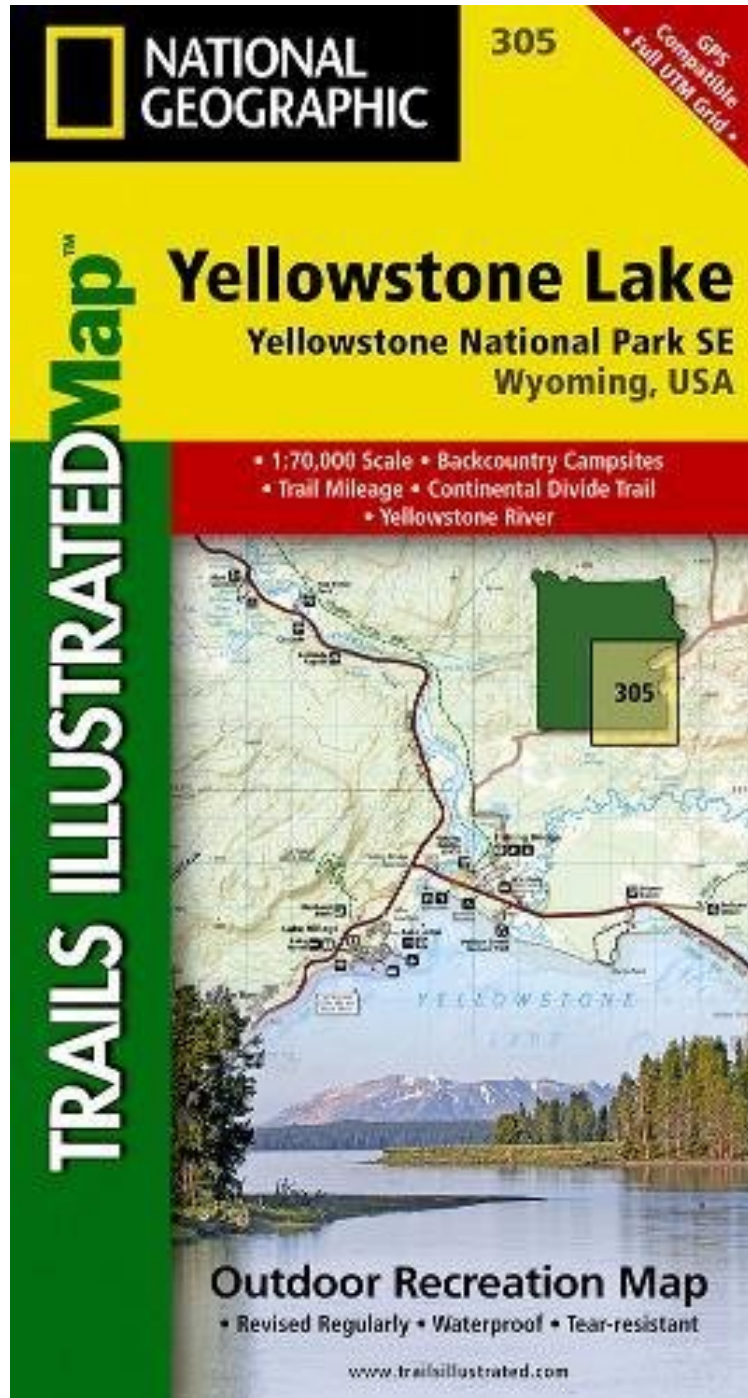 NATIONAL
GEOGRAPHIC
305
GPS
Compatible
• Full UTM Grid •
TRAILS ILLUSTRATED Map™
Yellowstone Lake
Yellowstone National Park SE
Wyoming, USA
• 1:70,000 Scale • Backcountry Campsites
• Trail Mileage • Continental Divide Trail
• Yellowstone River
305
Lake Village
YELLOWSTONE
LAKE
Outdoor Recreation Map
• Revised Regularly • Waterproof • Tear-resistant
www.trailsillustrated.com